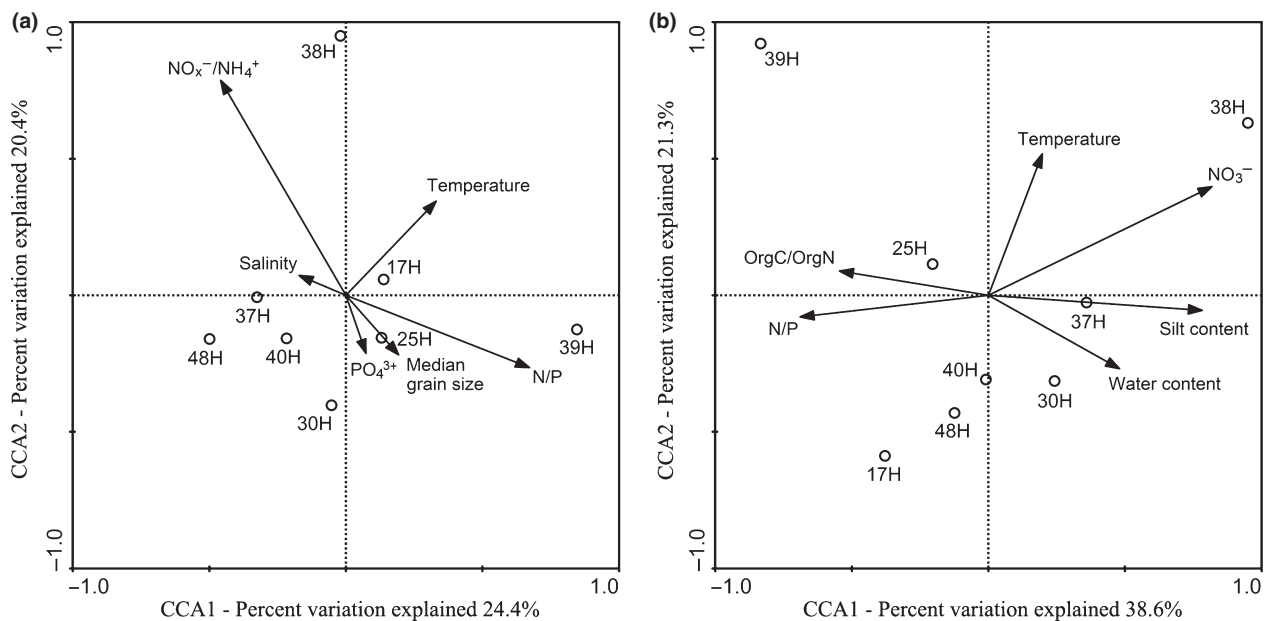 (a)
1.0
38H
NOₓ⁻/NH₄⁺
Temperature
Salinity
17H
37H
25H
48H
40H
PO₄³⁺
Median
grain size
39H
N/P
30H
CCA2 - Percent variation explained 20.4%
−1.0
−1.0
1.0
CCA1 - Percent variation explained 24.4%
(b)
1.0
39H
38H
Temperature
NO₃⁻
25H
OrgC/OrgN
N/P
37H
Silt content
40H
30H
Water content
48H
17H
CCA2 - Percent variation explained 21.3%
−1.0
−1.0
1.0
CCA1 - Percent variation explained 38.6%